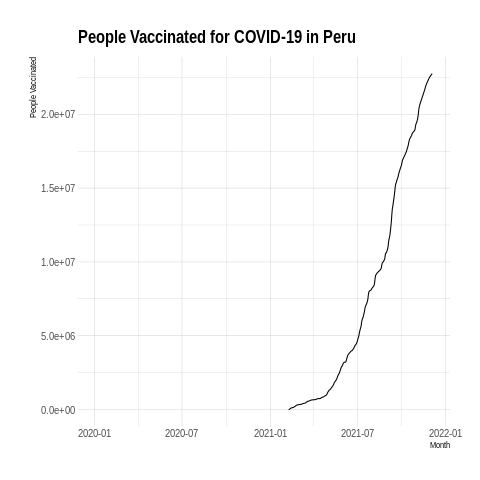 People Vaccinated for COVID-19 in Peru
People Vaccinated
2.0e+07
1.5e+07
1.0e+07
5.0e+06
0.0e+00
2020-01 2020-07 2021-01 2021-07 2022-01
Month